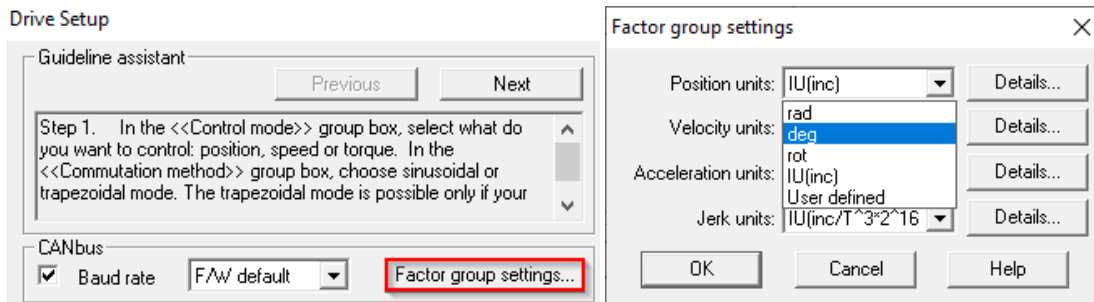 Drive Setup
Guideline assistant
Previous
Next
Step 1. In the <<Control mode>> group box, select what do
you want to control: position, speed or torque. In the
<<Commutation method>> group box, choose sinusoidal or
trapezoidal mode. The trapezoidal mode is possible only if your
CANbus
Baud rate
F/W default
Factor group settings...
Factor group settings
Position units:
IU(inc)
Details...
rad
deg
rot
IU(inc)
User defined
Velocity units:
Details...
Acceleration units:
Details...
Jerk units:
IU(inc/T^3*2^16
Details...
OK
Cancel
Help